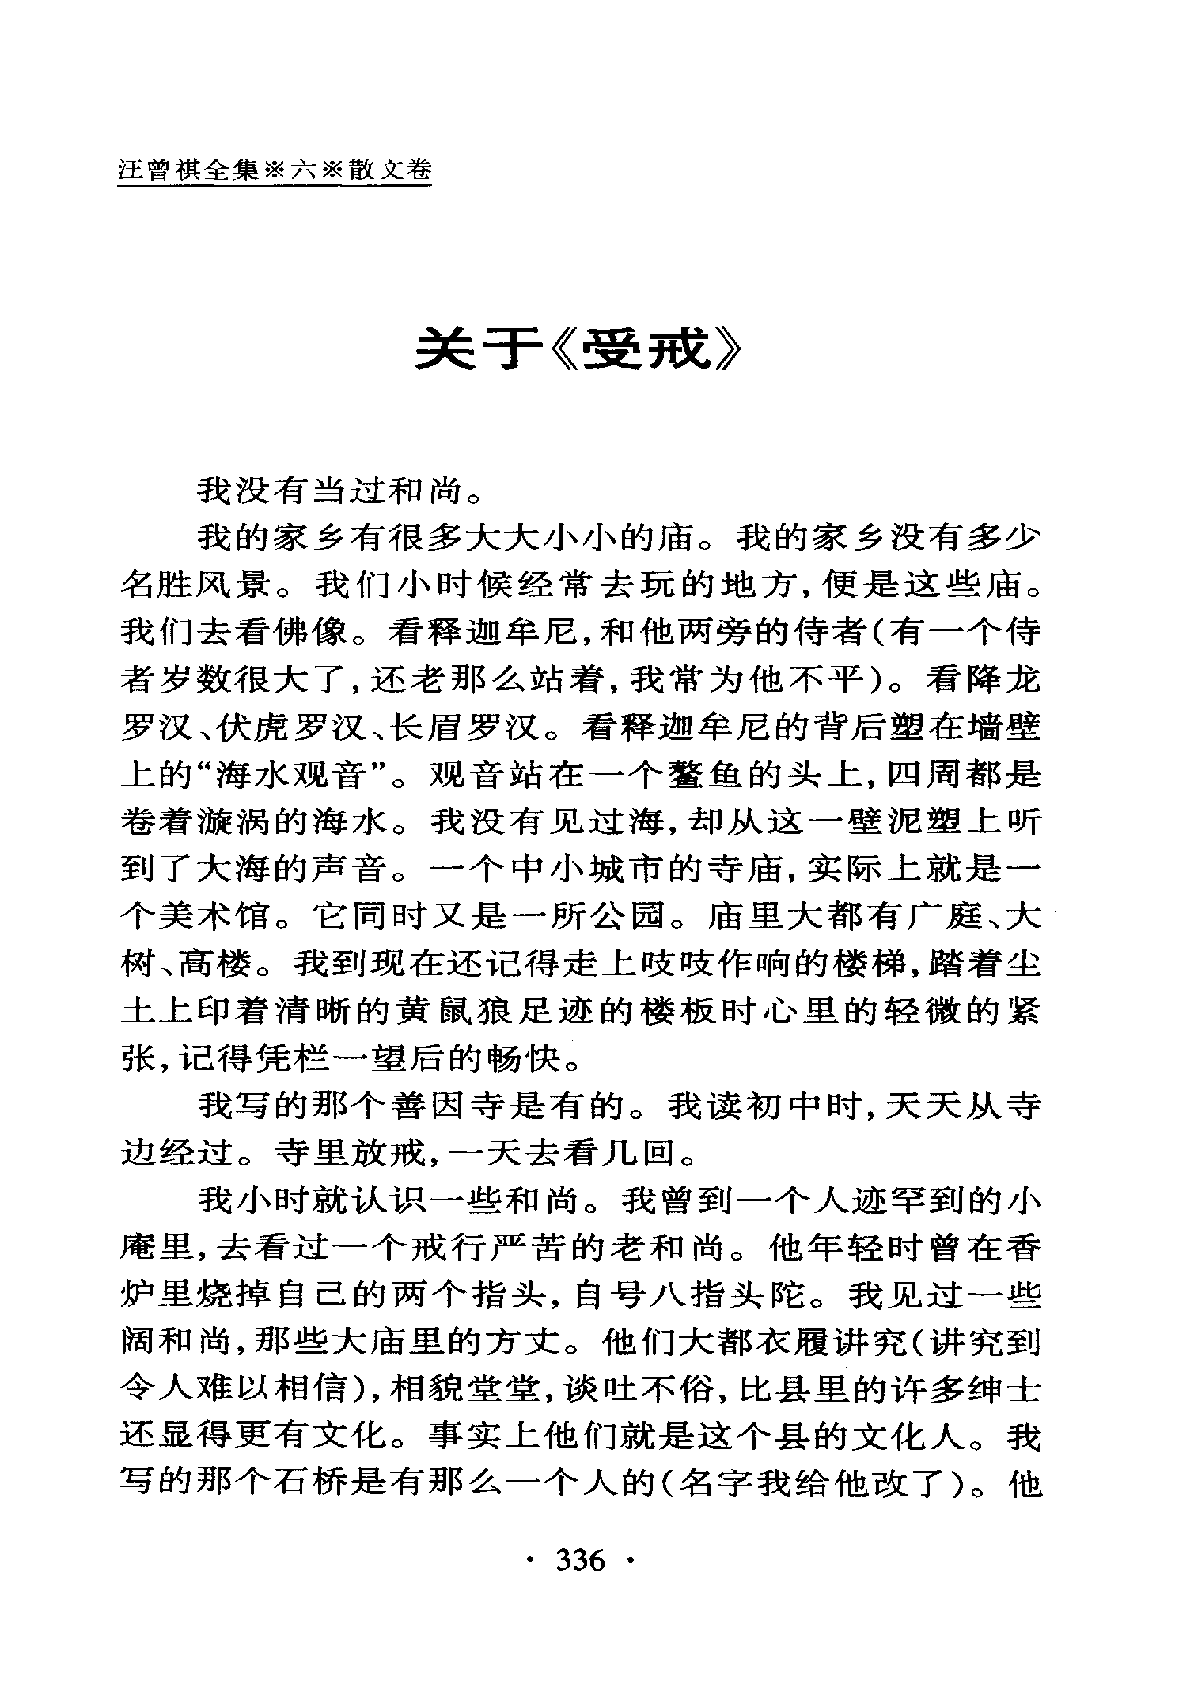 汪曾祺全集※六※散文卷
关于《受戒》
我没有当过和尚。
我的家乡有很多大大小小的庙。我的家乡没有多少
名胜风景。我们小时候经常去玩的地方,便是这些庙。
我们去看佛像。看释迦牟尼,和他两旁的侍者(有一个侍
者岁数很大了,还老那么站着,我常为他不平)。看降龙
罗汉、伏虎罗汉、长眉罗汉。看释迦牟尼的背后塑在墙壁
上的“海水观音”。观音站在一个鳌鱼的头上,四周都是
卷着漩涡的海水。我没有见过海,却从这一壁泥塑上听
到了大海的声音。一个中小城市的寺庙,实际上就是一
个美术馆。它同时又是一所公园。庙里大都有广庭、大
树、高楼。我到现在还记得走上吱吱作响的楼梯,踏着尘
土上印着清晰的黄鼠狼足迹的楼板时心里的轻微的紧
张,记得凭栏一望后的畅快。
我写的那个善因寺是有的。我读初中时,天天从寺
边经过。寺里放戒,一天去看几回。
我小时就认识一些和尚。我曾到一个人迹罕到的小
庵里,去看过一个戒行严苦的老和尚。他年轻时曾在香
炉里烧掉自己的两个指头,自号八指头陀。我见过一些
阔和尚,那些大庙里的方丈。他们大都衣履讲究(讲究到
令人难以相信),相貌堂堂,谈吐不俗,比县里的许多绅士
还显得更有文化。事实上他们就是这个县的文化人。我
写的那个石桥是有那么一个人的(名字我给他改了)。他
· 336 ·